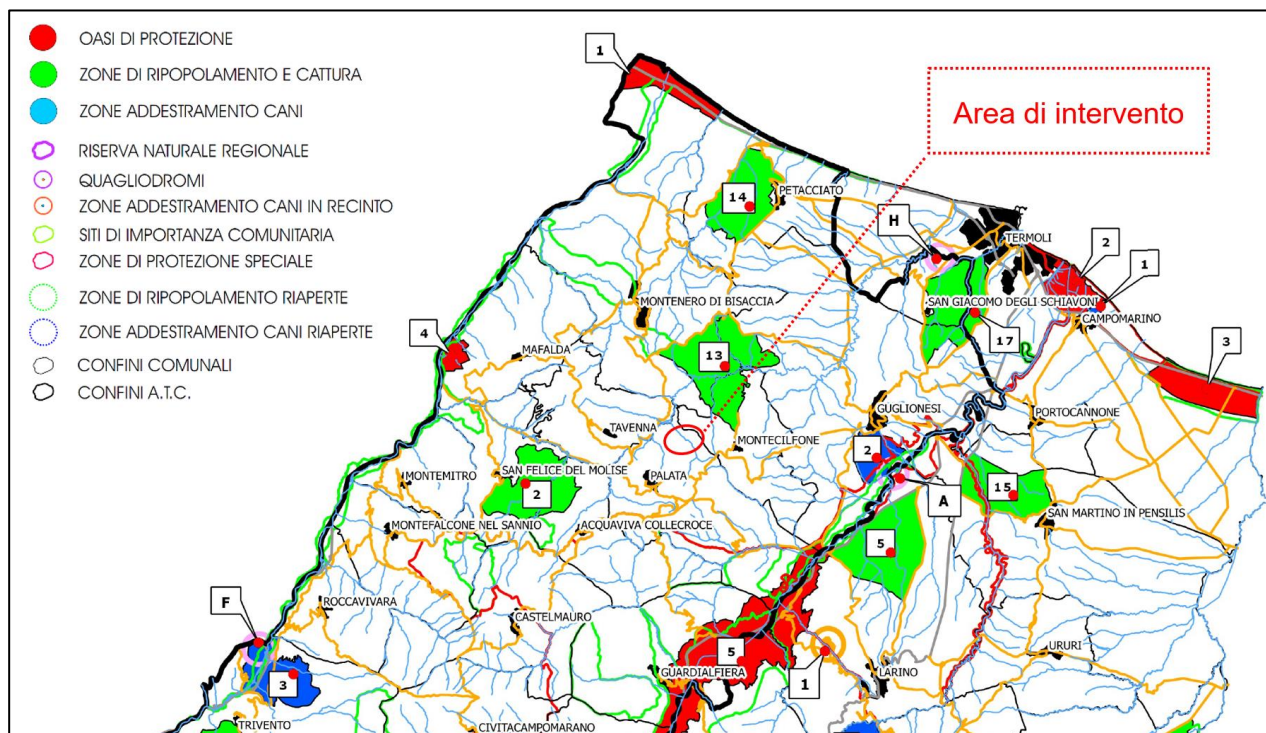 OASI DI PROTEZIONE
ZONE DI RIPOPOLAMENTO E CATTURA
ZONE ADDESTRAMENTO CANI
RISERVA NATURALE REGIONALE
QUAGLIODROMI
ZONE ADDESTRAMENTO CANI IN RECINTO
SITI DI IMPORTANZA COMUNITARIA
ZONE DI PROTEZIONE SPECIALE
ZONE DI RIPOPOLAMENTO RIAPERTE
ZONE ADDESTRAMENTO CANI RIAPERTE
CONFINI COMUNALI
CONFINI A.T.C.
1
Area di intervento
14
PETACCIATO
H
TERMOLI
2
1
MONTENERO DI BISACCIA
SAN GIACOMO DEGLI SCHIAVONI
CAMPOMARINO
4
MAFALDA
13
17
3
GUGLIONESI
PORTOCANNONE
TAVENNA
MONTECILFONE
2
SAN FELICE DEL MOLISE
PALATA
MONTEMITRO
2
A
15
SAN MARTINO IN PENSILIS
MONTEFALCONE NEL SANNIO
ACQUAVIVA COLLECROCE
5
ROCCAVIVARA
F
CASTELMAURO
URURI
5
GUARDIALFIERA
1
LARINO
3
TRIVENTO
CIVITACAMPOMARANO